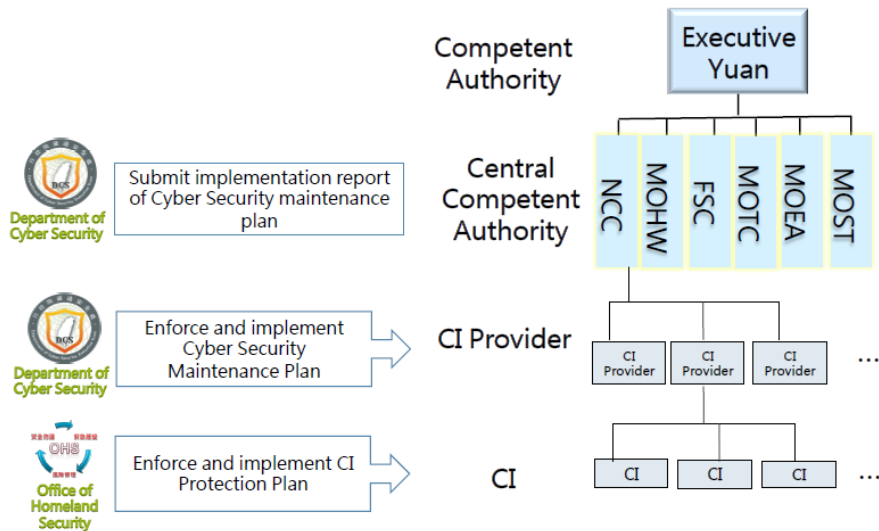 Competent
Authority
Executive
Yuan
DCS
Department of
Cyber Security
Submit implementation report
of Cyber Security maintenance
plan
Central
Competent
Authority
NCC
MOHW
FSC
MOTC
MOEA
MOST
DCS
Department of
Cyber Security
Enforce and implement
Cyber Security
Maintenance Plan
CI Provider
CI
Provider
CI
Provider
CI
Provider
...
OHS
Office of
Homeland
Security
Enforce and implement CI
Protection Plan
CI
CI
CI
CI
...